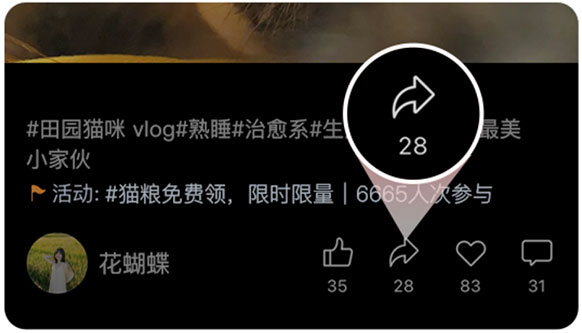 28
#田园猫咪 vlog#熟睡#治愈系#生
最美
小家伙
活动: #猫粮免费领，限时限量｜6665人次参与
花蝴蝶
35
28
83
31